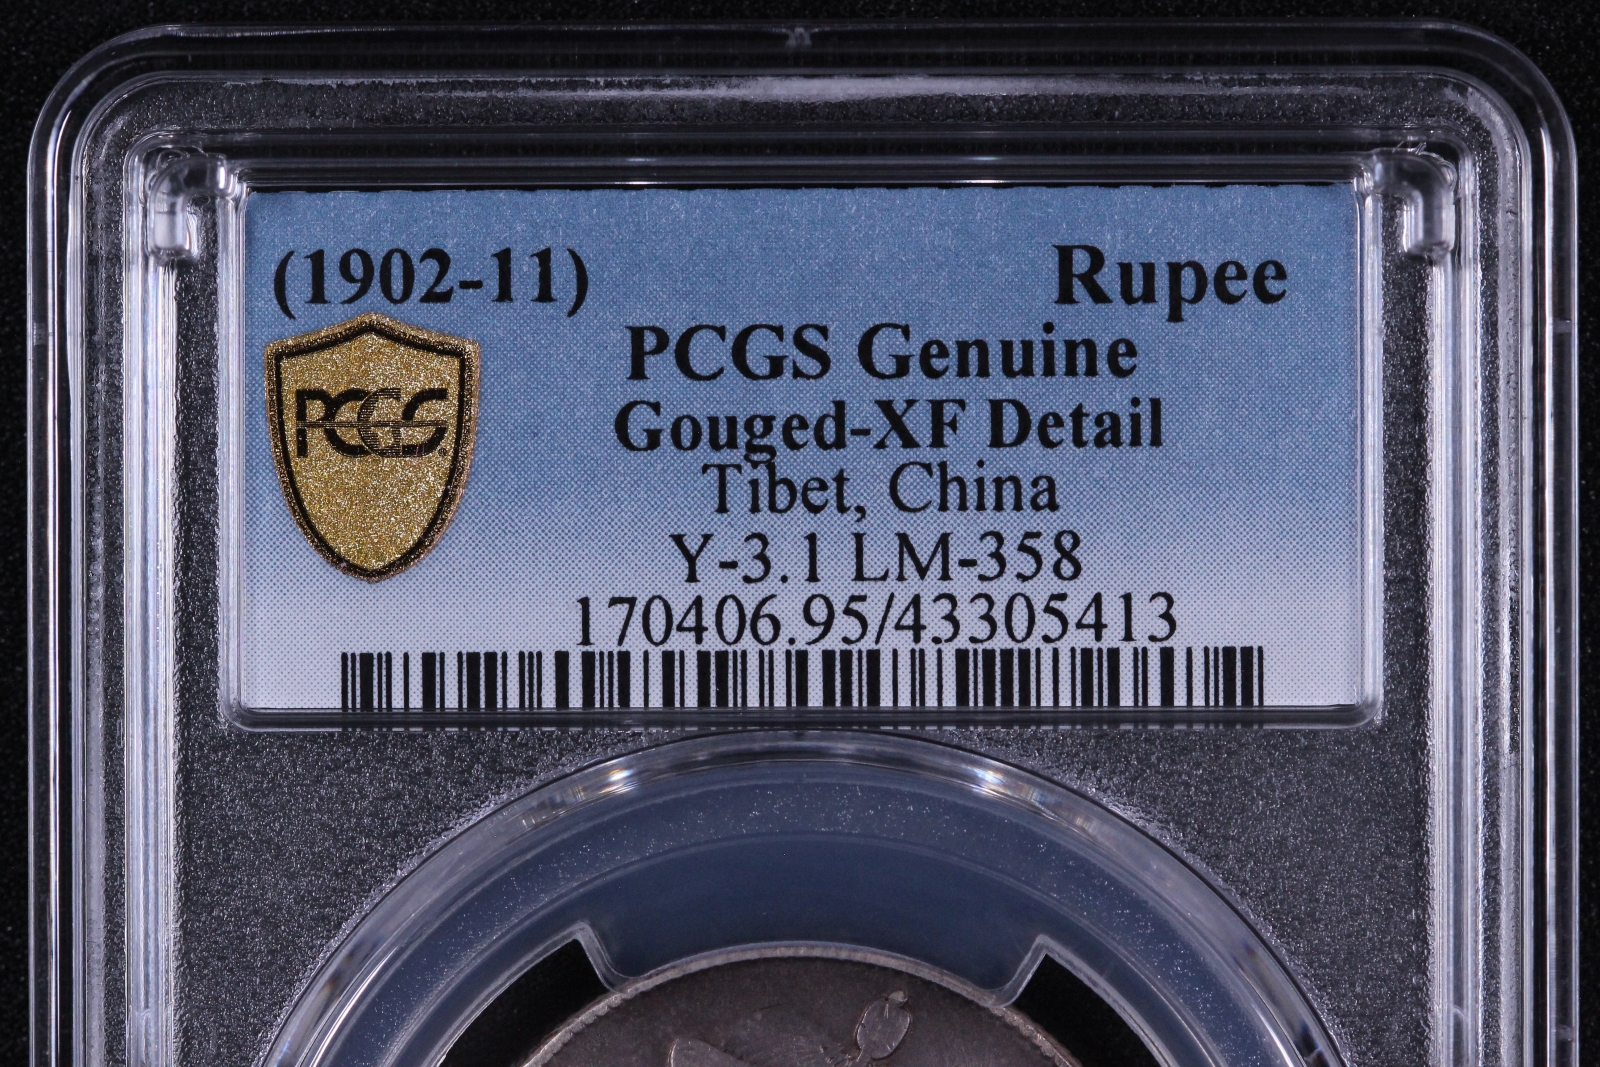 (1902-11) Rupee
PCGS Genuine
Gouged-XF Detail
Tibet, China
Y-3.1 LM-358
170406.95/43305413
PCGS